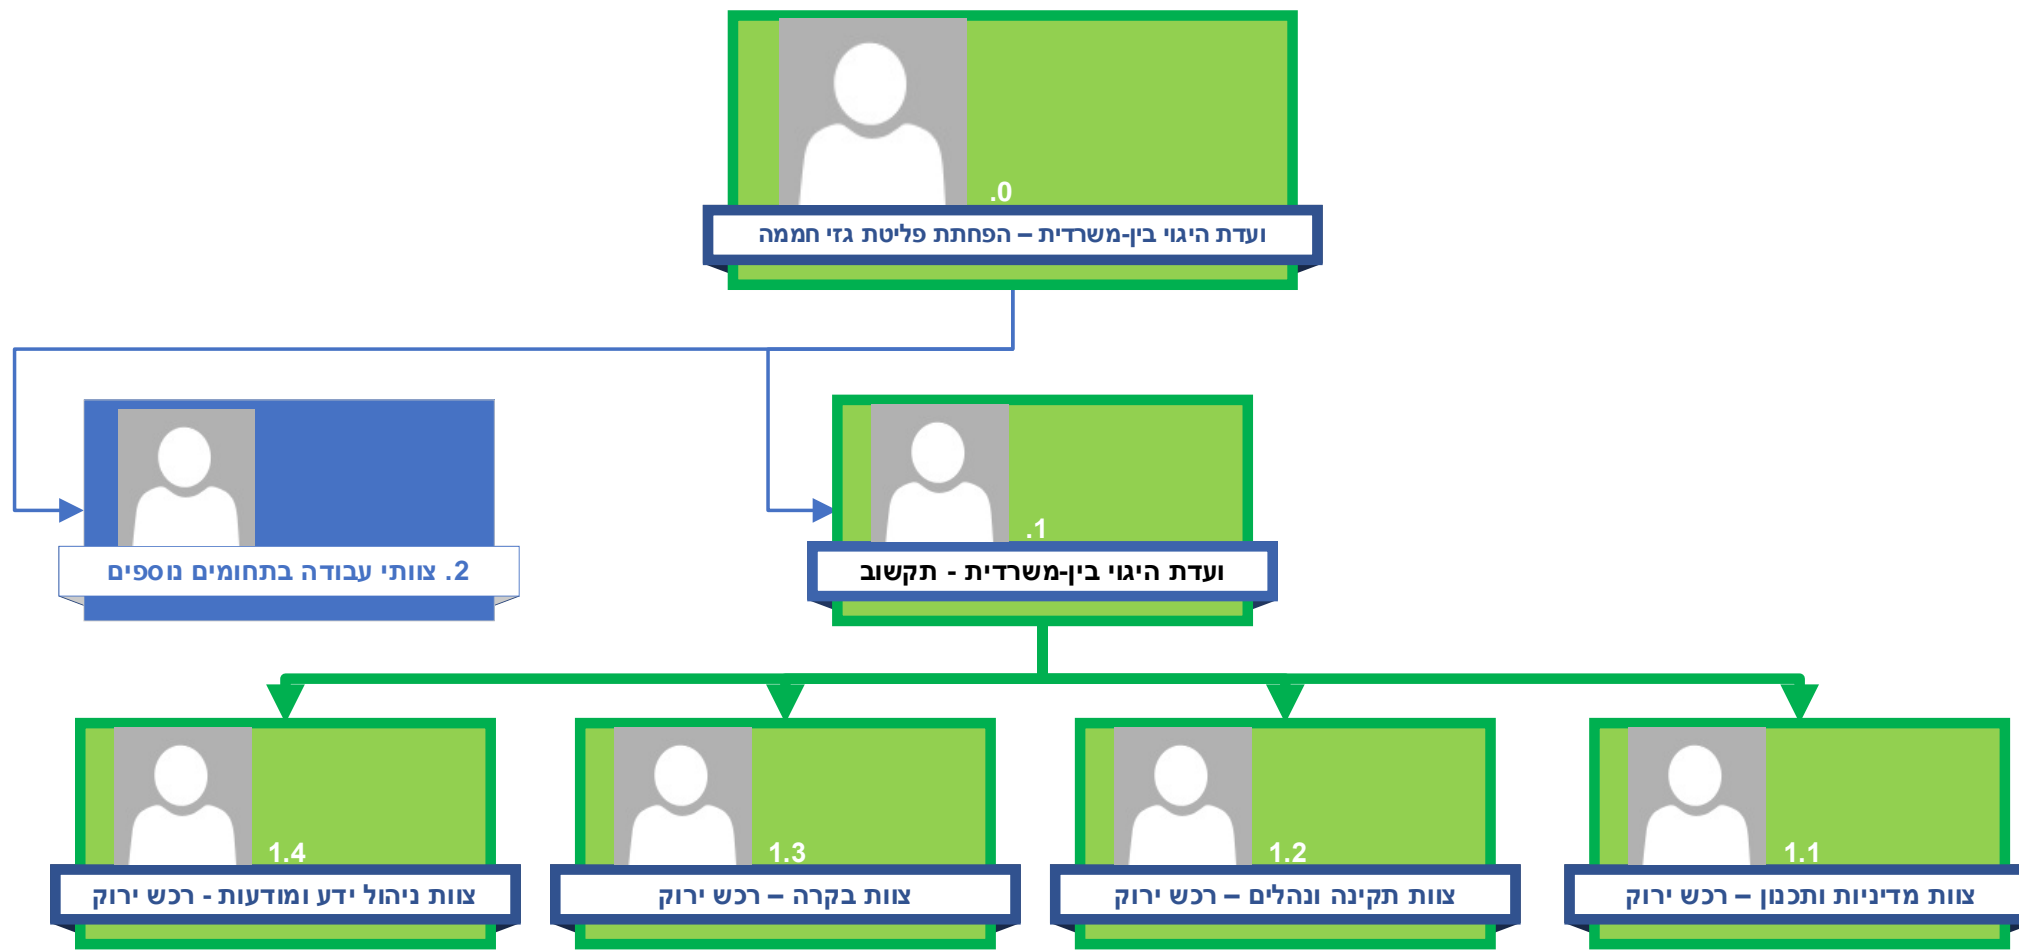 0.
ועדת היגוי בין-משרדית – הפחתת פליטת גזי חממה
1.
ועדת היגוי בין-משרדית - תקשוב
2. צוותי עבודה בתחומים נוספים
1.1
צוות מדיניות ותכנון – רכש ירוק
1.2
צוות תקינה ונהלים – רכש ירוק
1.3
צוות בקרה – רכש ירוק
1.4
צוות ניהול ידע ומודעות - רכש ירוק